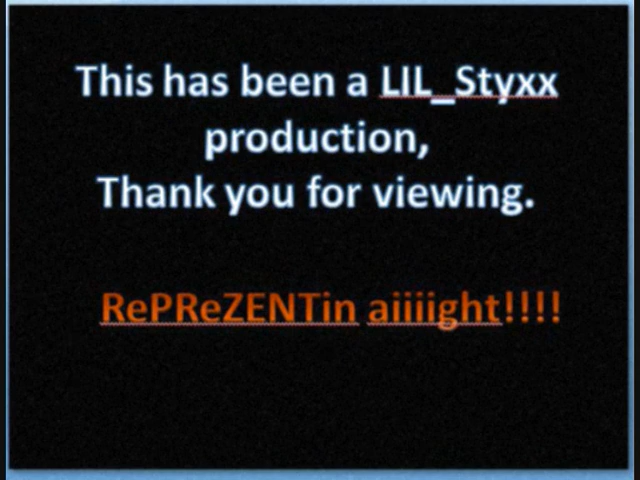 This has been a LIL_Styxx
production,
Thank you for viewing.
RePReZENTin aiiiight!!!!